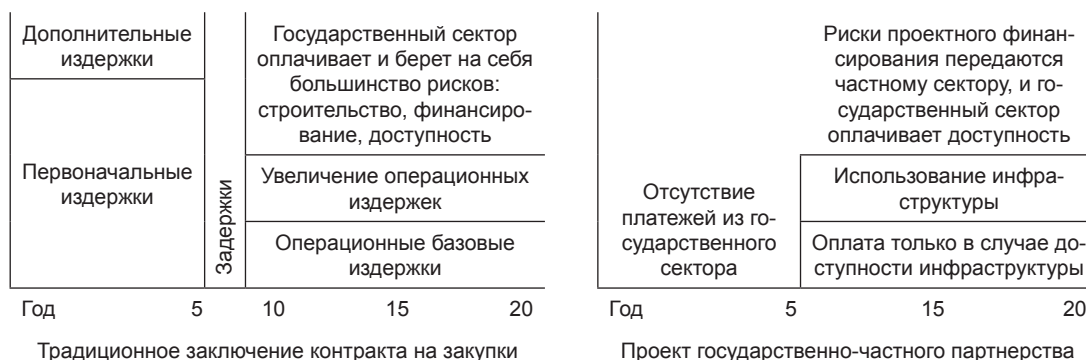 Дополнительные
издержки
Первоначальные
издержки
Задержки
Государственный сектор
оплачивает и берет на себя
большинство рисков:
строительство, финансиро-
вание, доступность
Увеличение операционных
издержек
Операционные базовые
издержки
Год 5 10 15 20
Традиционное заключение контракта на закупки
Отсутствие
платежей из го-
сударственного
сектора
Риски проектного финан-
сирования передаются
частному сектору, и го-
сударственный сектор
оплачивает доступность
Использование инфра-
структуры
Оплата только в случае до-
ступности инфраструктуры
Год 5 15 20
Проект государственно-частного партнерства